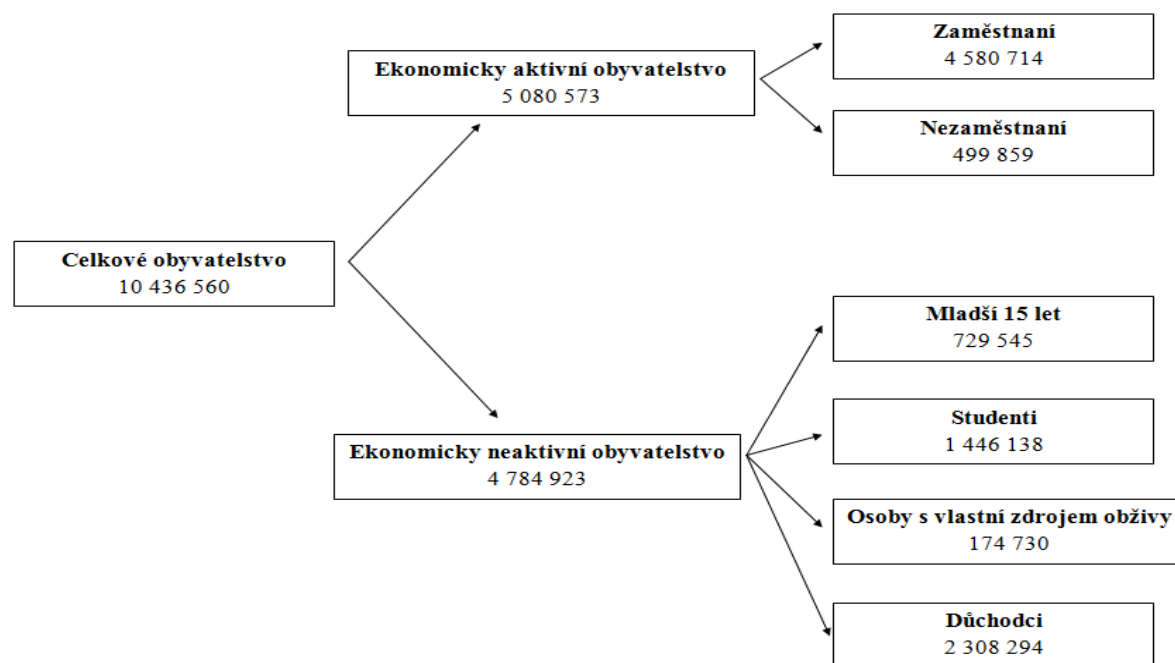 Zaměstnaní
4 580 714
Ekonomicky aktivní obyvatelstvo
5 080 573
Nezaměstnaní
499 859
Celkové obyvatelstvo
10 436 560
Mladší 15 let
729 545
Studenti
1 446 138
Ekonomicky neaktivní obyvatelstvo
4 784 923
Osoby s vlastní zdrojem obživy
174 730
Důchodci
2 308 294